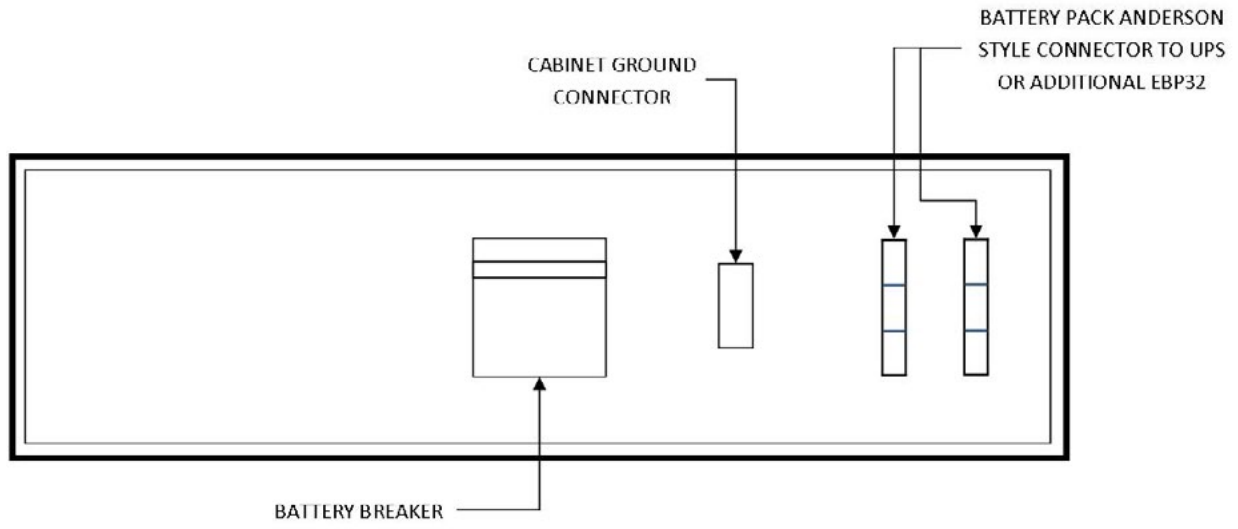 BATTERY PACK ANDERSON
STYLE CONNECTOR TO UPS
OR ADDITIONAL EBP32
CABINET GROUND
CONNECTOR
BATTERY BREAKER